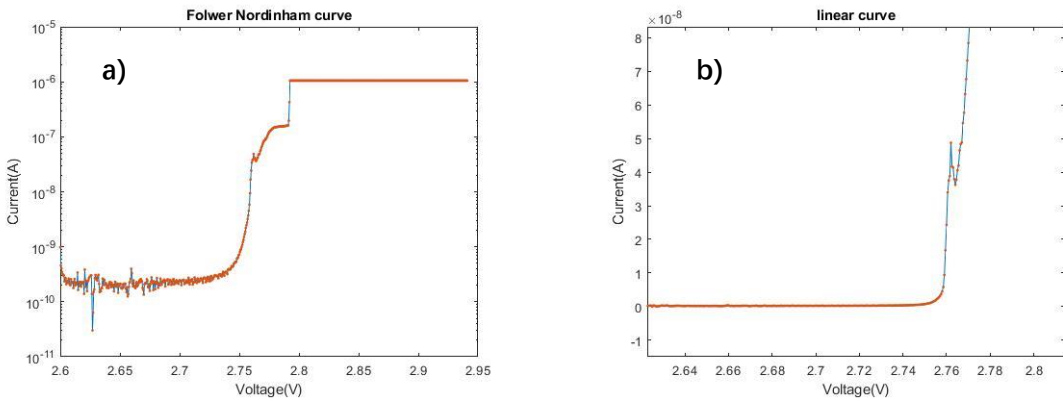 Folwer Nordinham curve
a)
Current(A)
10^-5
10^-6
10^-7
10^-8
10^-9
10^-10
10^-11
2.6 2.65 2.7 2.75 2.8 2.85 2.9 2.95
Voltage(V)
linear curve
× 10^-8
b)
Current(A)
8
7
6
5
4
3
2
1
0
-1
2.64 2.66 2.68 2.7 2.72 2.74 2.76 2.78 2.8
Voltage(V)